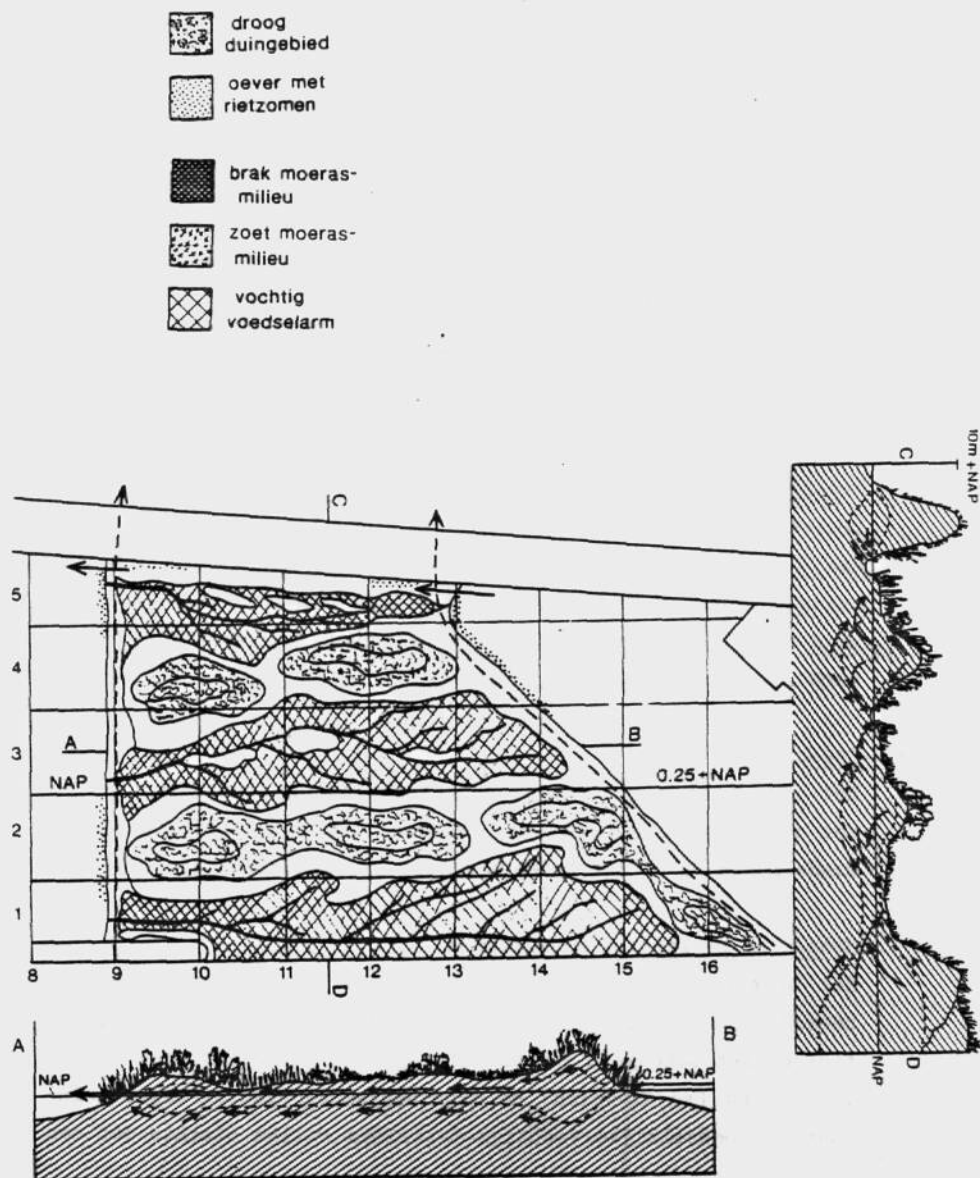 droog
duingebied
oever met
rietzomen
brak moeras-
milieu
zoet moeras-
milieu
vochtig
voedselarm
10m + NAP
C
C
5
4
3
2
1
A
B
NAP
0.25+NAP
8 9 10 11 12 13 14 15 16
D
D
NAP
A
B
NAP
0.25+NAP